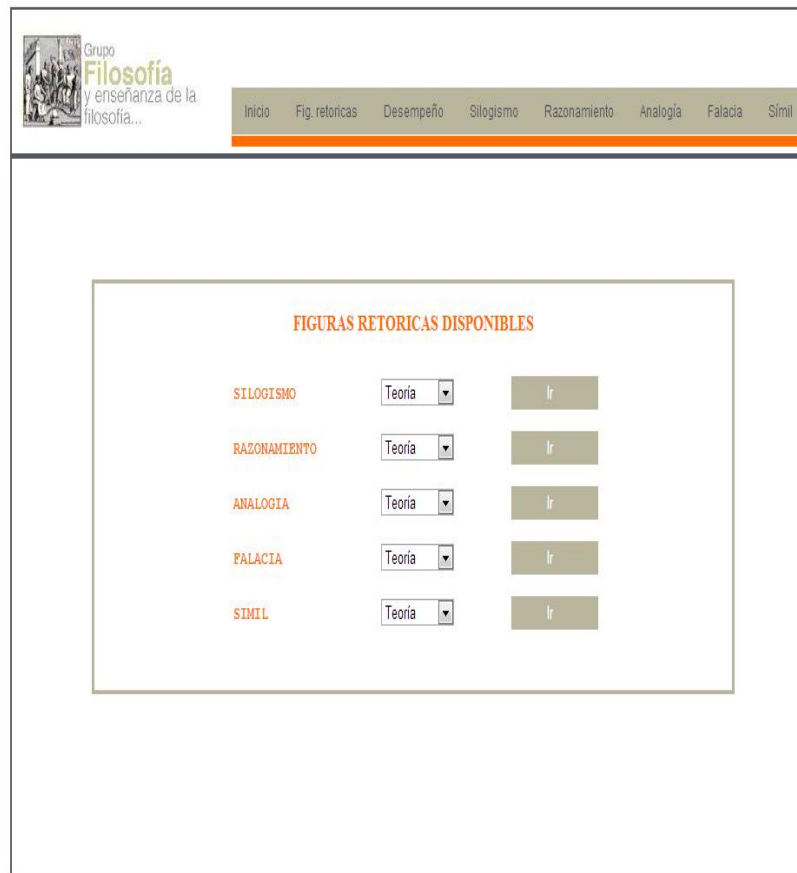 Grupo
Filosofía
y enseñanza de la
filosofía...
Inicio Fig. retoricas Desempeño Silogismo Razonamiento Analogía Falacia Símil
FIGURAS RETORICAS DISPONIBLES
SILOGISMO Teoría Ir
RAZONAMIENTO Teoría Ir
ANALOGIA Teoría Ir
FALACIA Teoría Ir
SIMIL Teoría Ir